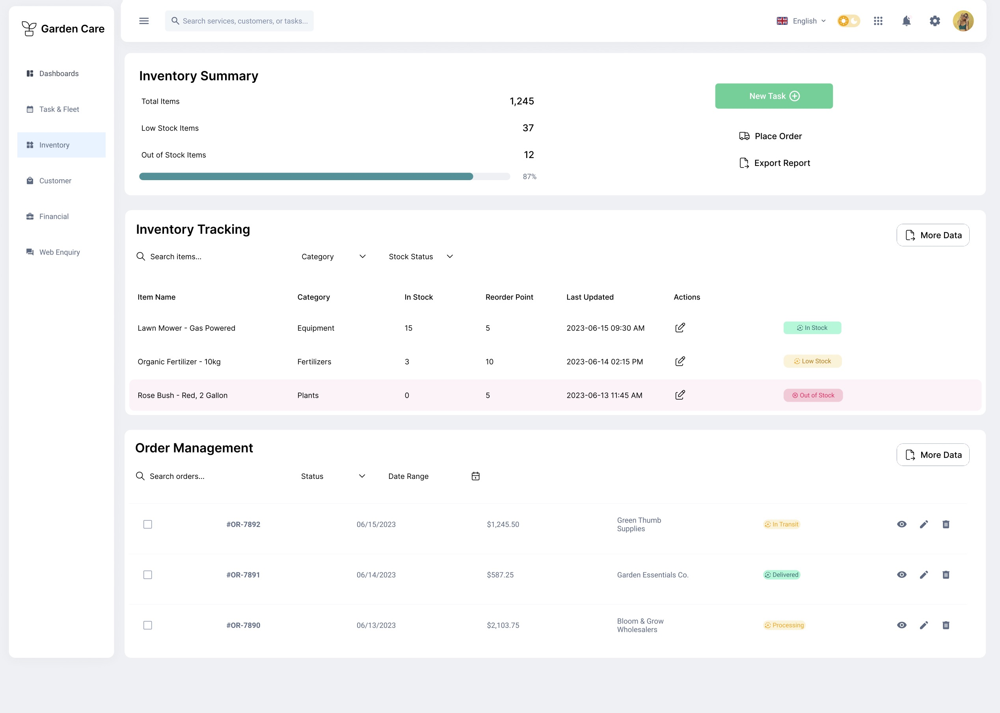 Garden Care
Search services, customers, or tasks...
English
Dashboards
Task & Fleet
Inventory
Customer
Financial
Web Enquiry
Inventory Summary
Total Items 1,245
Low Stock Items 37
Out of Stock Items 12
87%
New Task
Place Order
Export Report
Inventory Tracking
More Data
Search items... Category Stock Status
Item Name Category In Stock Reorder Point Last Updated Actions
Lawn Mower - Gas Powered Equipment 15 5 2023-06-15 09:30 AM In Stock
Organic Fertilizer - 10kg Fertilizers 3 10 2023-06-14 02:15 PM Low Stock
Rose Bush - Red, 2 Gallon Plants 0 5 2023-06-13 11:45 AM Out of Stock
Order Management
More Data
Search orders... Status Date Range
#OR-7892 06/15/2023 $1,245.50 Green Thumb
Supplies
In Transit
#OR-7891 06/14/2023 $587.25 Garden Essentials Co. Delivered
#OR-7890 06/13/2023 $2,103.75 Bloom & Grow
Wholesalers
Processing